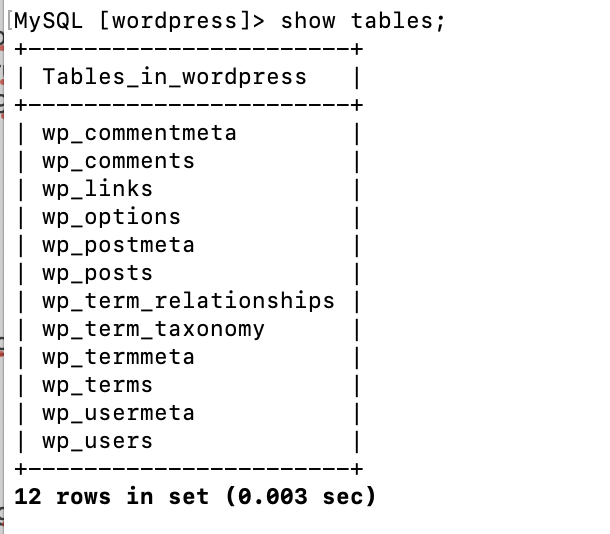 MySQL [wordpress]> show tables;
+-----------------------+
| Tables_in_wordpress   |
+-----------------------+
| wp_commentmeta        |
| wp_comments           |
| wp_links              |
| wp_options            |
| wp_postmeta           |
| wp_posts              |
| wp_term_relationships |
| wp_term_taxonomy      |
| wp_termmeta           |
| wp_terms              |
| wp_usermeta           |
| wp_users              |
+-----------------------+
12 rows in set (0.003 sec)